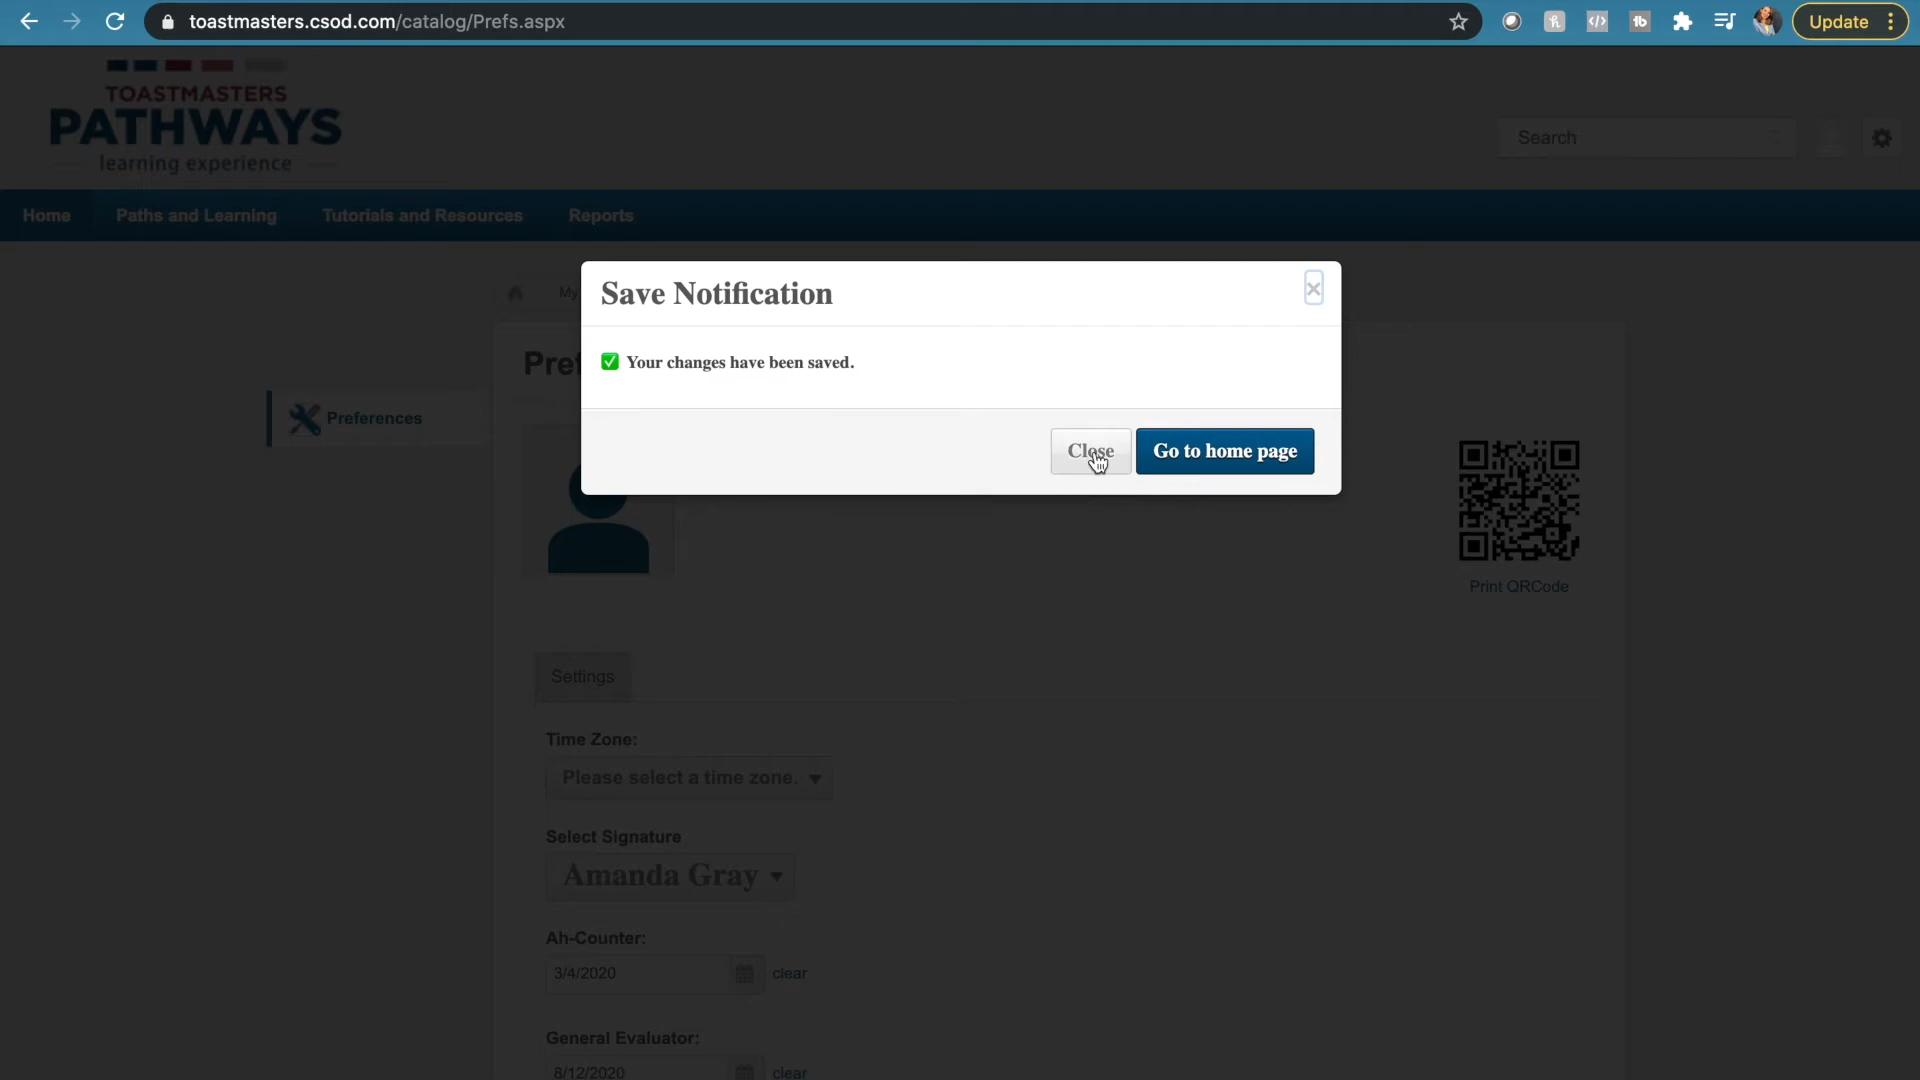 toastmasters.csod.com/catalog/Prefs.aspx
Update
TOASTMASTERS
PATHWAYS
learning experience
Search
Home Paths and Learning Tutorials and Resources Reports
My
Save Notification
Pref
Your changes have been saved.
Preferences
Close Go to home page
Print QRCode
Settings
Time Zone:
Please select a time zone.
Select Signature
Amanda Gray
Ah-Counter:
3/4/2020 clear
General Evaluator:
8/12/2020 clear